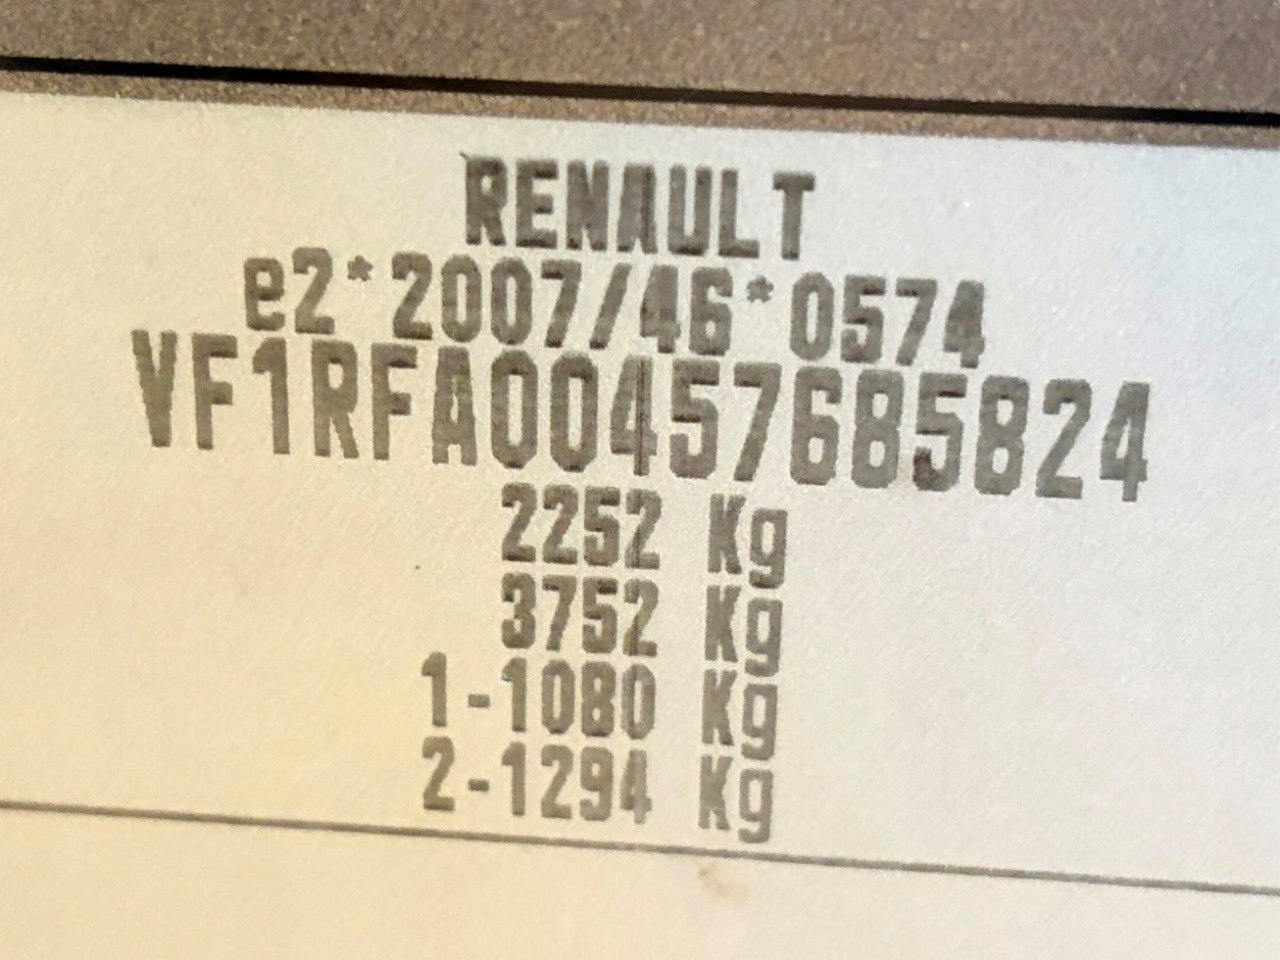 RENAULT
e2*2007/46*0574
VF1RFA00457685824
2252 Kg
3752 Kg
1-1080 Kg
2-1294 Kg